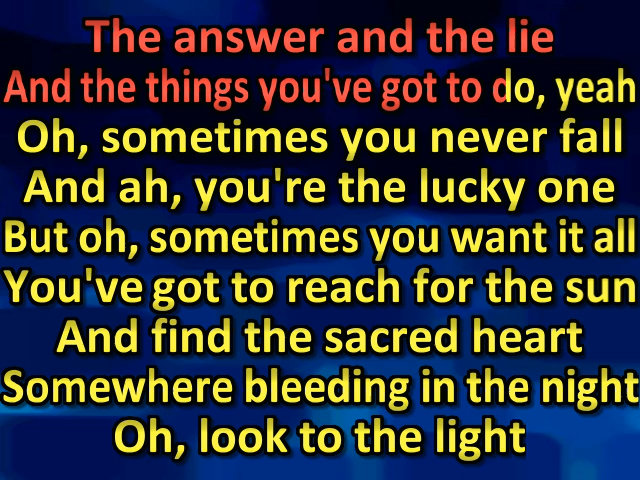 The answer and the lie
And the things you've got to do, yeah
Oh, sometimes you never fall
And ah, you're the lucky one
But oh, sometimes you want it all
You've got to reach for the sun
And find the sacred heart
Somewhere bleeding in the night
Oh, look to the light